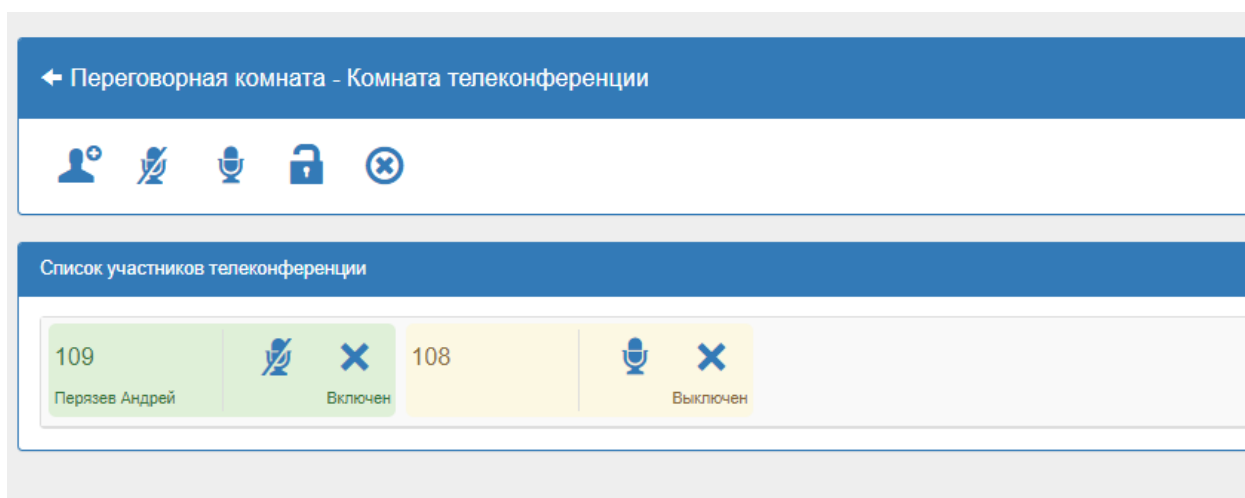 Переговорная комната - Комната телеконференции
Список участников телеконференции
109
Перязев Андрей
Включен
108
Выключен